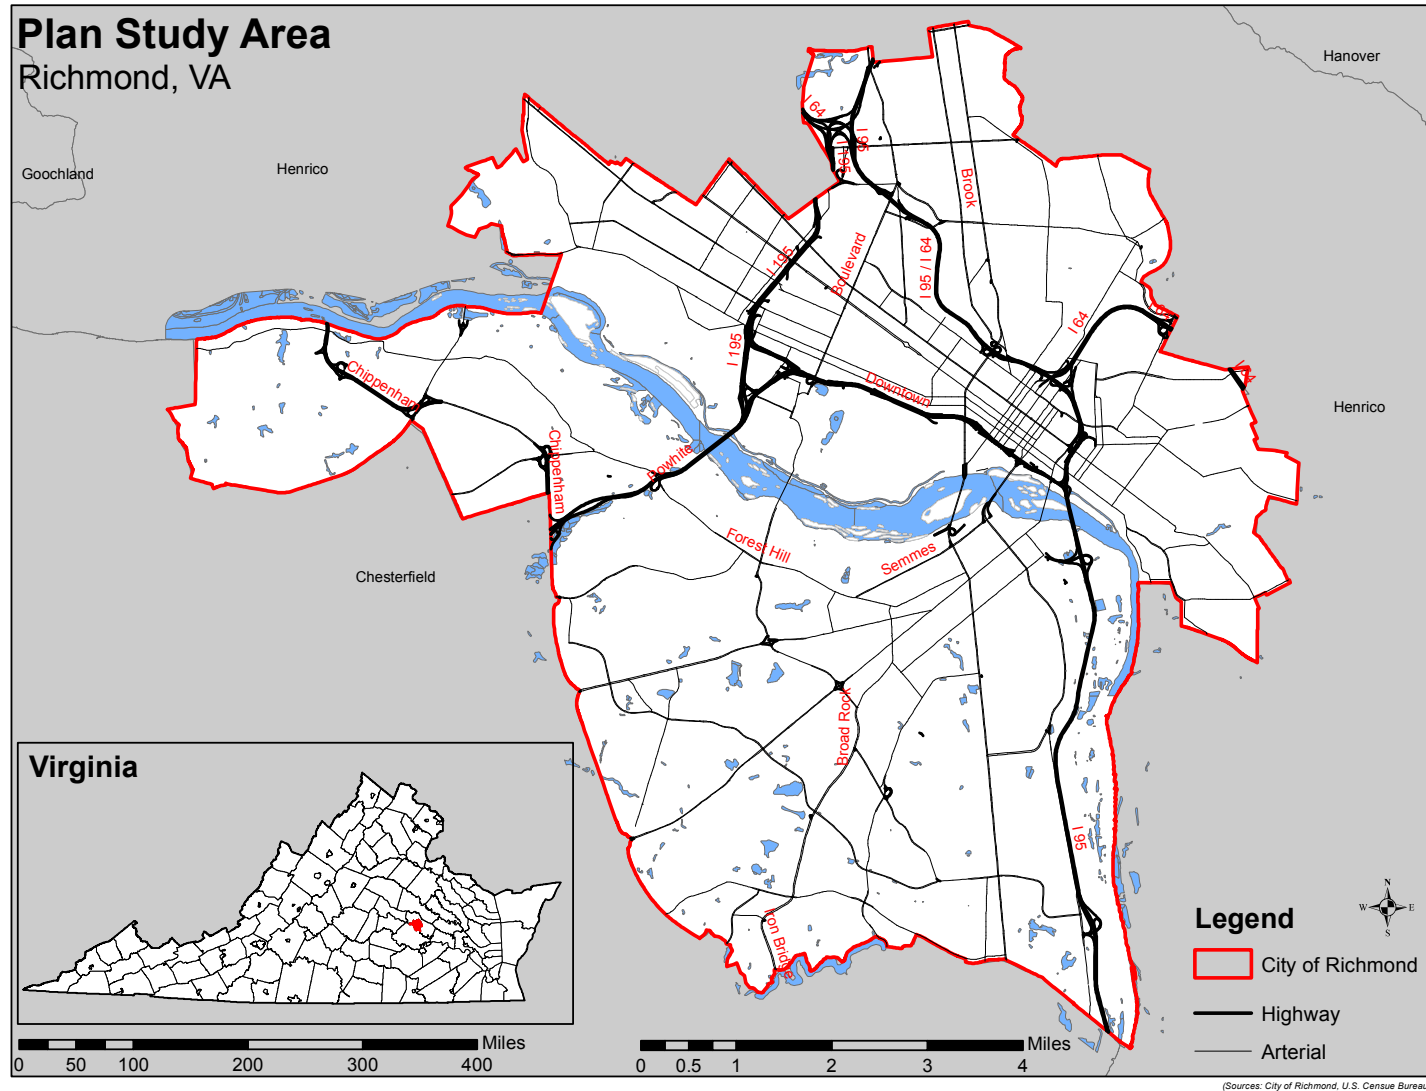 Plan Study Area
Richmond, VA
Hanover
Goochland
Henrico
I 64
I 95
I 195
Brook
Boulevard
I 195
I 95 / I 64
I 64
I 64
I 195
Chippenham
Downtown
Henrico
Chippenham
Powhite
Forest Hill
Semmes
Chesterfield
Broad Rock
I 95
Iron Bridge
Virginia
Legend
N
W
E
S
City of Richmond
Highway
Arterial
0 50 100 200 300 400 Miles
0 0.5 1 2 3 4 Miles
(Sources: City of Richmond, U.S. Census Bureau